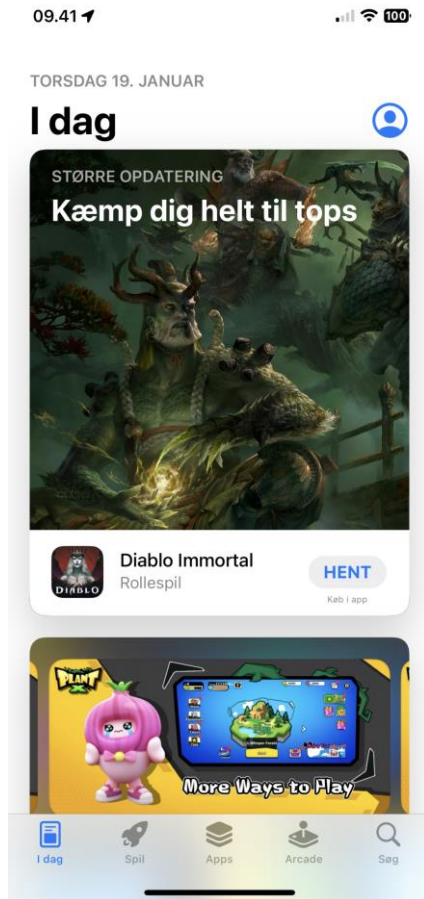 09.41
100
TORSDAG 19. JANUAR
I dag
STØRRE OPDATERING
Kæmp dig helt til tops
DIABLO
Diablo Immortal
Rollespil
HENT
Køb i app
PLANT
X
More Ways to Play
I dag
Spil
Apps
Arcade
Søg